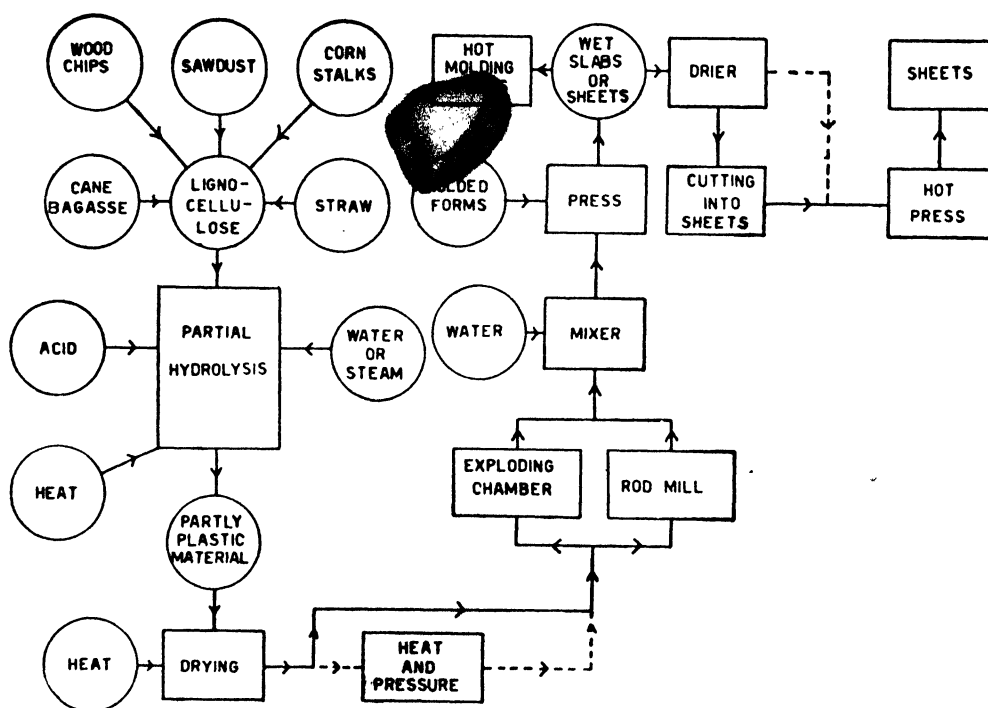 WOOD
CHIPS
SAWDUST
CORN
STALKS
HOT
MOLDING
WET
SLABS
OR
SHEETS
DRIER
SHEETS
CANE
BAGASSE
LIGNO-
CELLU-
LOSE
STRAW
FORMS
PRESS
CUTTING
INTO
SHEETS
HOT
PRESS
ACID
PARTIAL
HYDROLYSIS
WATER
OR
STEAM
WATER
MIXER
HEAT
EXPLODING
CHAMBER
ROD MILL
PARTLY
PLASTIC
MATERIAL
HEAT
DRYING
HEAT
AND
PRESSURE